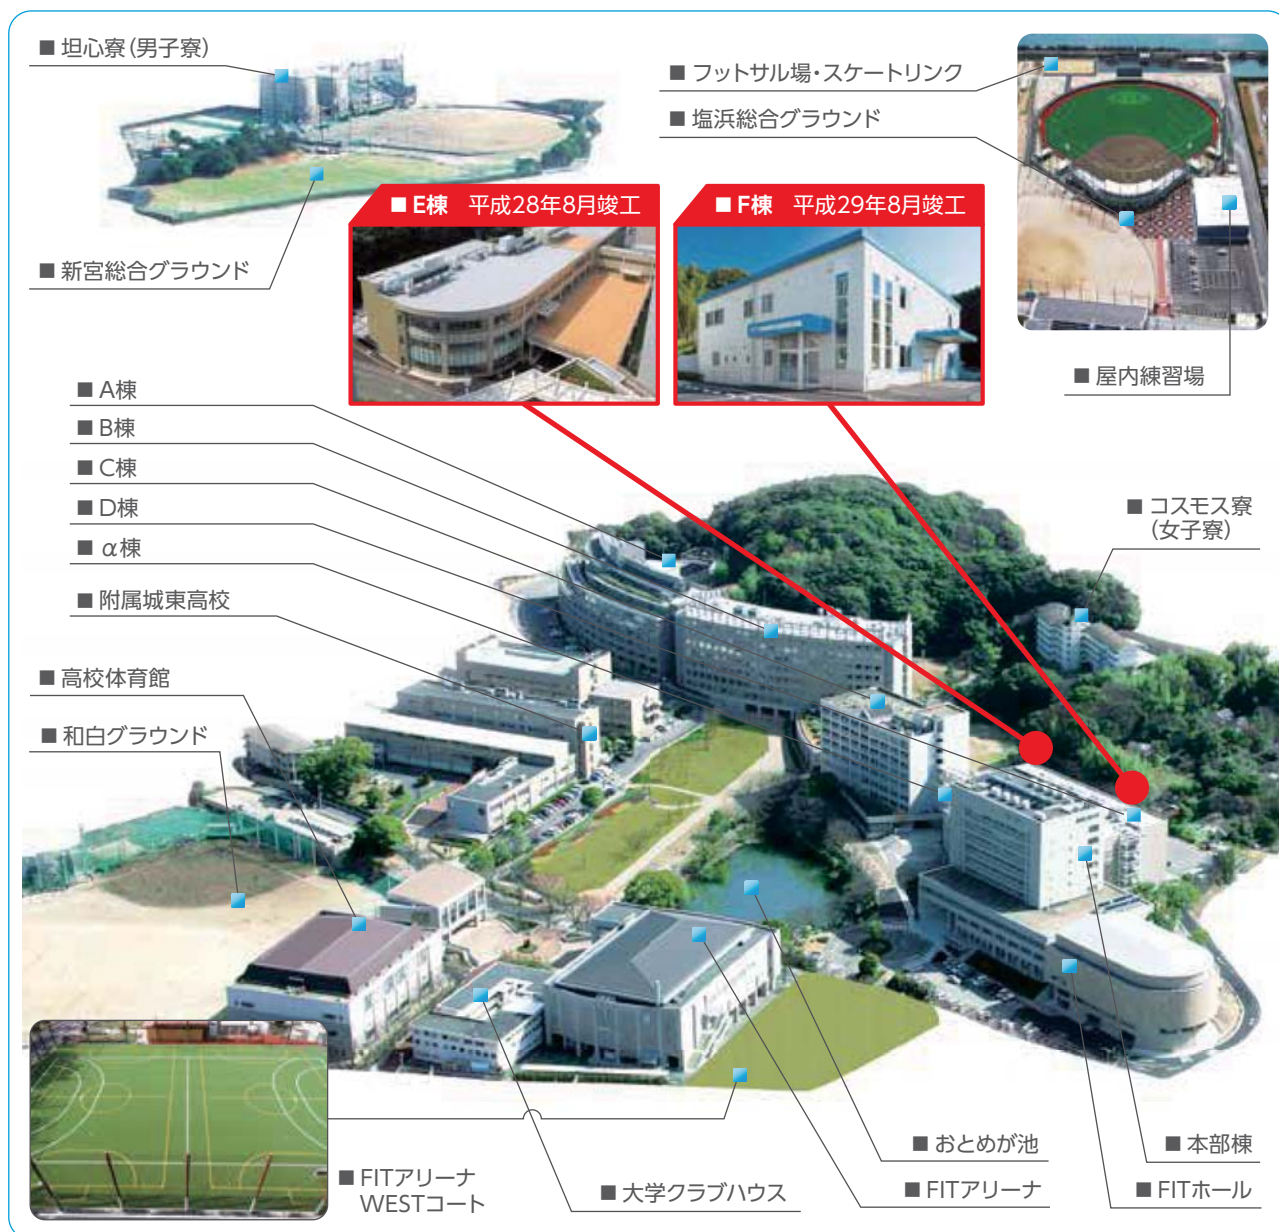 ■ 坦心寮(男子寮)
■ フットサル場・スケートリンク
■ 塩浜総合グラウンド
■ E棟 平成28年8月竣工
■ F棟 平成29年8月竣工
■ 新宮総合グラウンド
■ 屋内練習場
■ A棟
■ B棟
■ C棟
■ D棟
■ α棟
■ 附属城東高校
■ コスモス寮
(女子寮)
■ 高校体育館
■ 和白グラウンド
■ おとめが池
■ 本部棟
■ FITアリーナ
WESTコート
■ 大学クラブハウス
■ FITアリーナ
■ FITホール